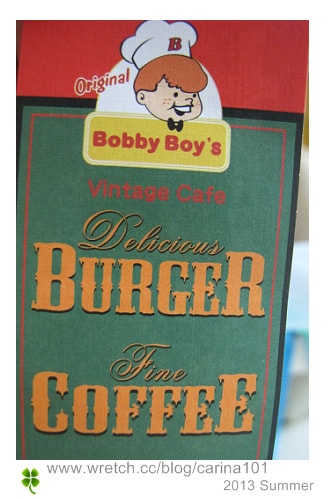 B
Original
Bobby Boy's
Vintage Cafe
Delicious
BURGER
Fine
COFFEE
www.wretch.cc/blog/carina101
2013 Summer